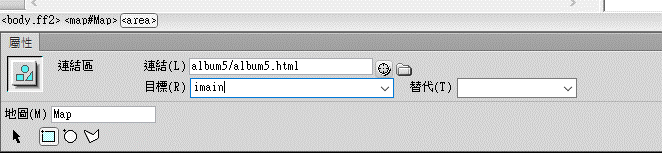 <body.ff2> <map#Map> <area>
屬性
連結區 連結(L) album5/album5.html
目標(R) imain 替代(T)
地圖(M) Map